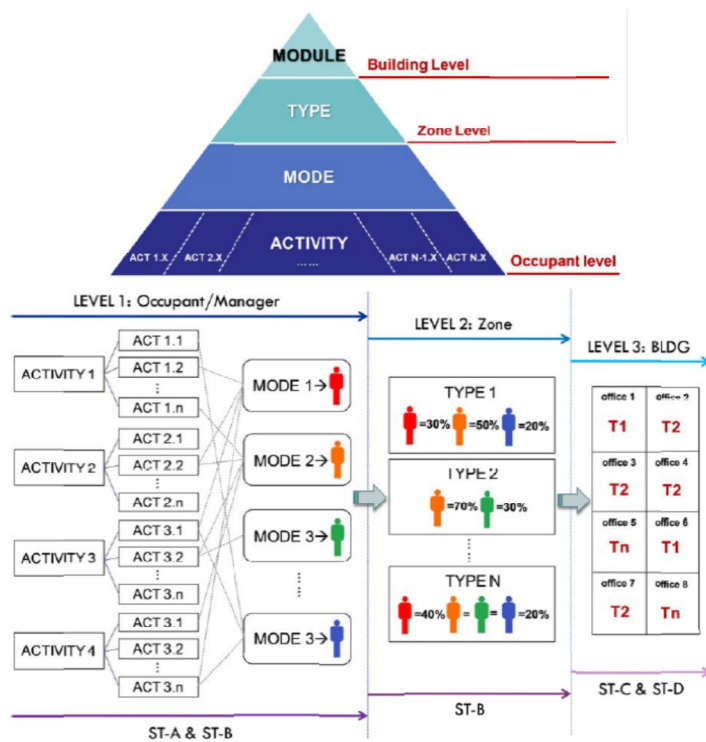 MODULE
Building Level
TYPE
Zone Level
MODE
ACTIVITY
ACT 1.X
ACT 2.X
......
ACT N-1.X
ACT N.X
Occupant level
LEVEL 1: Occupant/Manager
LEVEL 2: Zone
LEVEL 3: BLDG
ACTIVITY 1
ACT 1.1
ACT 1.2
⋮
ACT 1.n
ACTIVITY 2
ACT 2.1
ACT 2.2
⋮
ACT 2.n
ACTIVITY 3
ACT 3.1
ACT 3.2
⋮
ACT 3.n
ACTIVITY 4
ACT 3.1
ACT 3.2
⋮
ACT 3.n
MODE 1→
MODE 2→
MODE 3→
⋮
MODE 3→
TYPE 1
=30% =50% =20%
TYPE 2
=70% =30%
⋮
TYPE N
=40% = = =20%
office 1 office 2
T1 T2
office 3 office 4
T2 T2
office 5 office 6
Tn T1
office 7 office 8
T2 Tn
ST-A & ST-B
ST-B
ST-C & ST-D